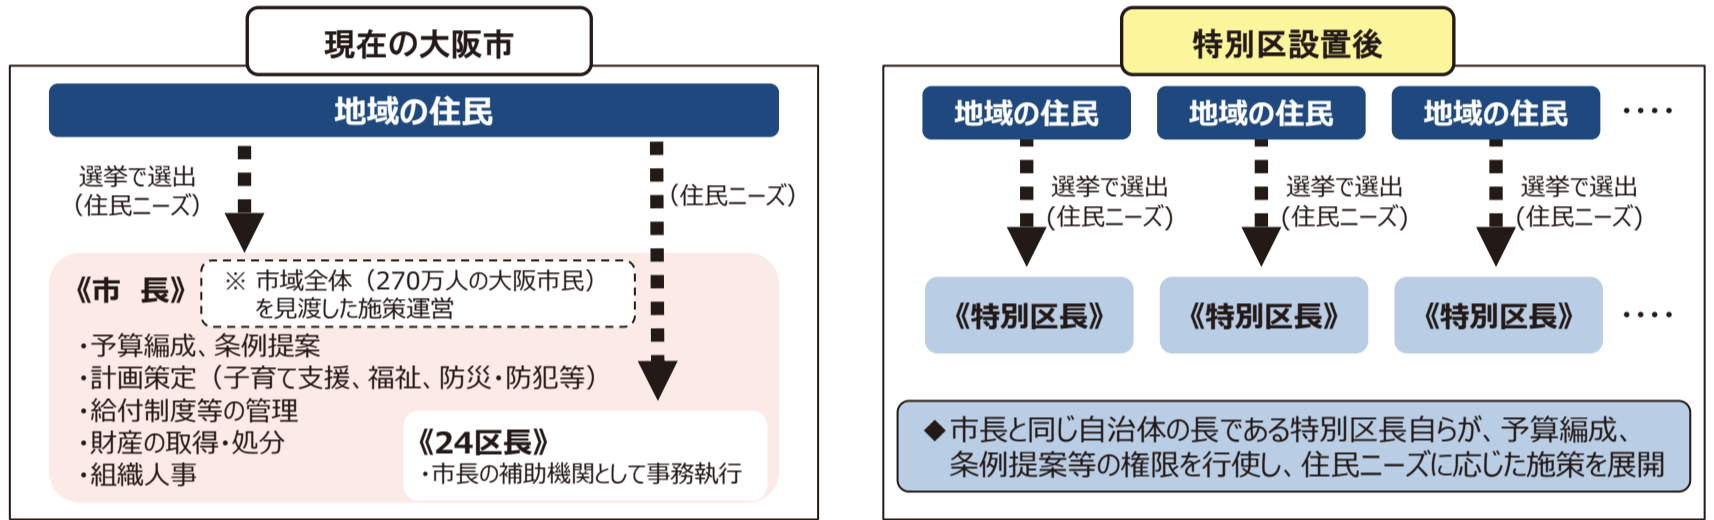 現在の大阪市
地域の住民
選挙で選出
（住民ニーズ）
（住民ニーズ）
《市　長》
※ 市域全体（270万人の大阪市民）
を見渡した施策運営
・予算編成、条例提案
・計画策定（子育て支援、福祉、防災・防犯等）
・給付制度等の管理
・財産の取得・処分
・組織人事
《24区長》
・市長の補助機関として事務執行
特別区設置後
地域の住民
地域の住民
地域の住民
‥‥
選挙で選出
(住民ニーズ)
選挙で選出
(住民ニーズ)
選挙で選出
(住民ニーズ)
《特別区長》
《特別区長》
《特別区長》
‥‥
◆市長と同じ自治体の長である特別区長自らが、予算編成、
条例提案等の権限を行使し、住民ニーズに応じた施策を展開